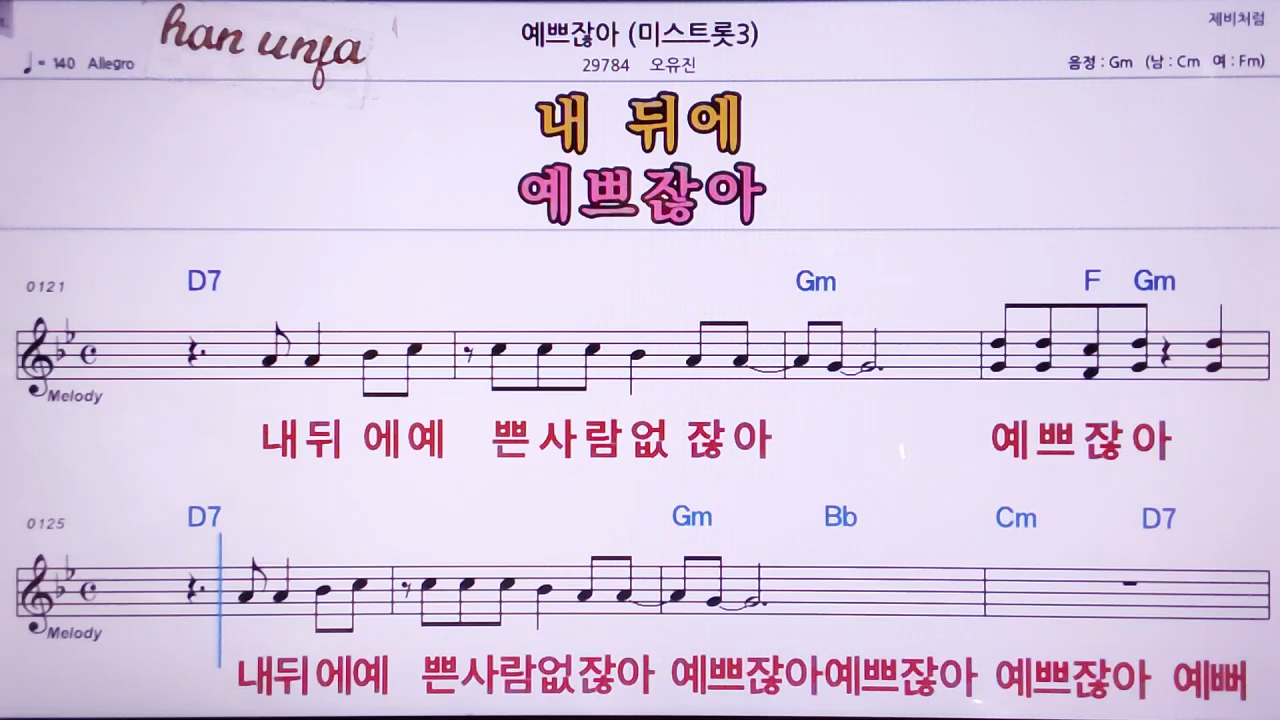 han unfa
예쁘잖아 (미스트롯3)
제비처럼
♩= 140 Allegro
29784 오유진
음정 : Gm (남 : Cm 여 : Fm)
내 뒤에
예쁘잖아
0121 D7 Gm F Gm
Melody
내뒤 에예 쁜사람없 잖아 예쁘잖아
0125 D7 Gm Bb Cm D7
Melody
내뒤에예 쁜사람없잖아 예쁘잖아예쁘잖아 예쁘잖아 예뻐